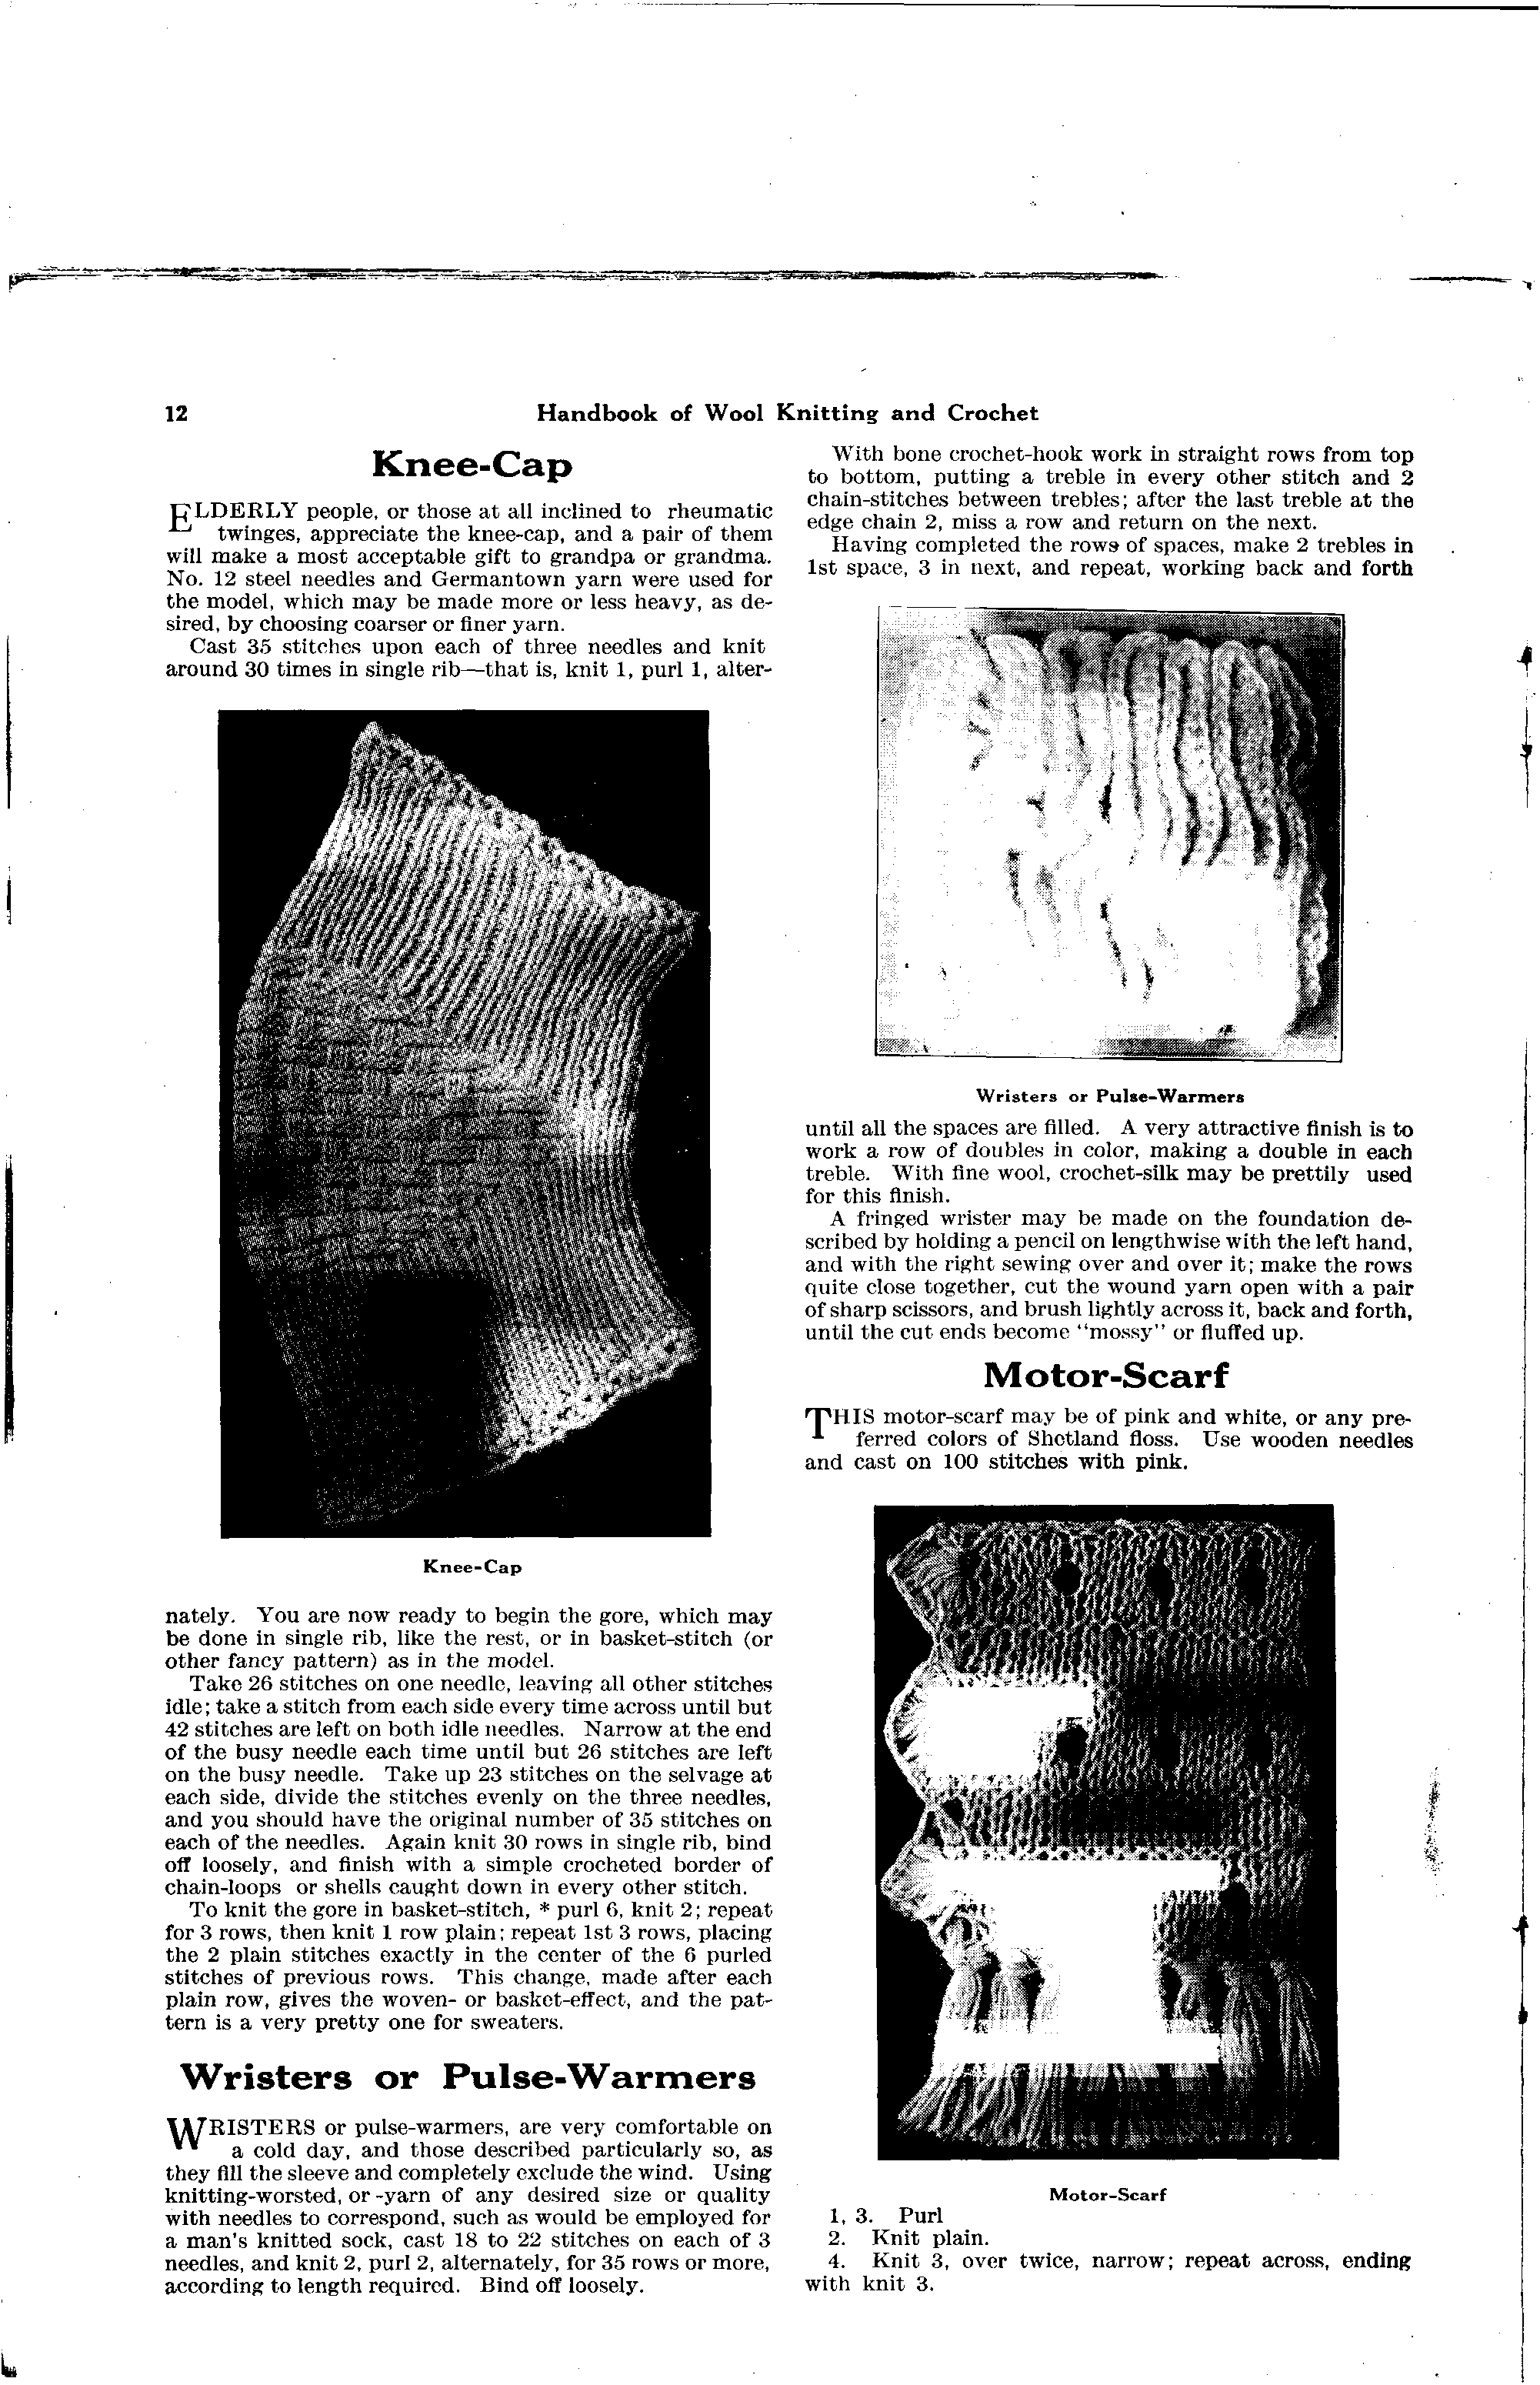 12
Handbook of Wool Knitting and Crochet
Knee-Cap
ELDERLY people, or those at all inclined to rheumatic
twinges, appreciate the knee-cap, and a pair of them
will make a most acceptable gift to grandpa or grandma.
No. 12 steel needles and Germantown yarn were used for
the model, which may be made more or less heavy, as de-
sired, by choosing coarser or finer yarn.
Cast 35 stitches upon each of three needles and knit
around 30 times in single rib—that is, knit 1, purl 1, alter-
Knee-Cap
nately. You are now ready to begin the gore, which may
be done in single rib, like the rest, or in basket-stitch (or
other fancy pattern) as in the model.
Take 26 stitches on one needle, leaving all other stitches
idle; take a stitch from each side every time across until but
42 stitches are left on both idle needles. Narrow at the end
of the busy needle each time until but 26 stitches are left
on the busy needle. Take up 23 stitches on the selvage at
each side, divide the stitches evenly on the three needles,
and you should have the original number of 35 stitches on
each of the needles. Again knit 30 rows in single rib, bind
off loosely, and finish with a simple crocheted border of
chain-loops or shells caught down in every other stitch.
To knit the gore in basket-stitch, * purl 6, knit 2; repeat
for 3 rows, then knit 1 row plain; repeat 1st 3 rows, placing
the 2 plain stitches exactly in the center of the 6 purled
stitches of previous rows. This change, made after each
plain row, gives the woven- or basket-effect, and the pat-
tern is a very pretty one for sweaters.
Wristers or Pulse-Warmers
WRISTERS or pulse-warmers, are very comfortable on
a cold day, and those described particularly so, as
they fill the sleeve and completely exclude the wind. Using
knitting-worsted, or -yarn of any desired size or quality
with needles to correspond, such as would be employed for
a man's knitted sock, cast 18 to 22 stitches on each of 3
needles, and knit 2, purl 2, alternately, for 35 rows or more,
according to length required. Bind off loosely.
With bone crochet-hook work in straight rows from top
to bottom, putting a treble in every other stitch and 2
chain-stitches between trebles; after the last treble at the
edge chain 2, miss a row and return on the next.
Having completed the rows of spaces, make 2 trebles in
1st space, 3 in next, and repeat, working back and forth
Wristers or Pulse-Warmers
until all the spaces are filled. A very attractive finish is to
work a row of doubles in color, making a double in each
treble. With fine wool, crochet-silk may be prettily used
for this finish.
A fringed wrister may be made on the foundation de-
scribed by holding a pencil on lengthwise with the left hand,
and with the right sewing over and over it; make the rows
quite close together, cut the wound yarn open with a pair
of sharp scissors, and brush lightly across it, back and forth,
until the cut ends become "mossy" or fluffed up.
Motor-Scarf
THIS motor-scarf may be of pink and white, or any pre-
ferred colors of Shetland floss. Use wooden needles
and cast on 100 stitches with pink.
Motor-Scarf
1, 3. Purl
2. Knit plain.
4. Knit 3, over twice, narrow; repeat across, ending
with knit 3.